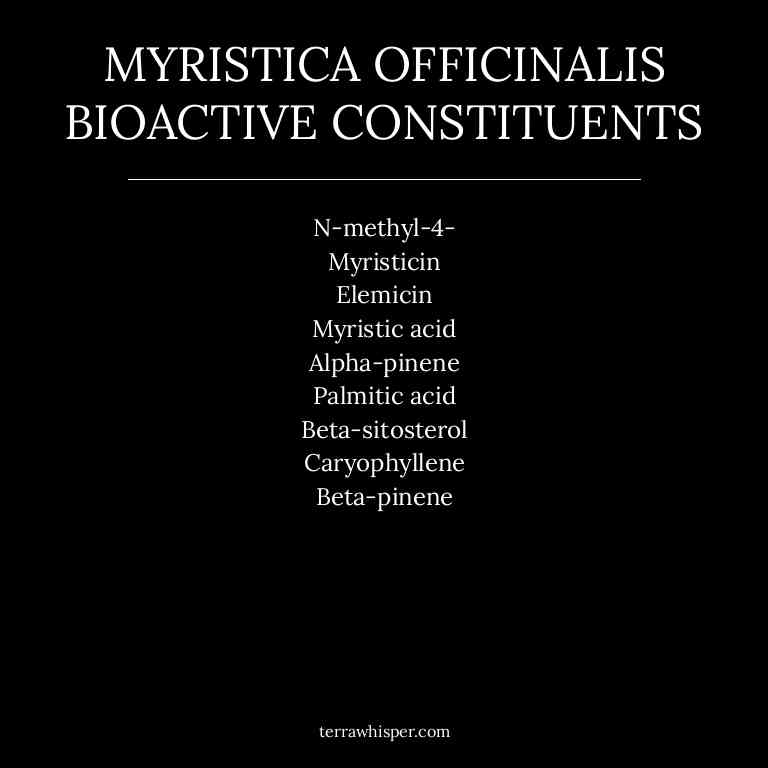 MYRISTICA OFFICINALIS
BIOACTIVE CONSTITUENTS
N-methyl-4-
Myristicin
Elemicin
Myristic acid
Alpha-pinene
Palmitic acid
Beta-sitosterol
Caryophyllene
Beta-pinene
terrawhisper.com